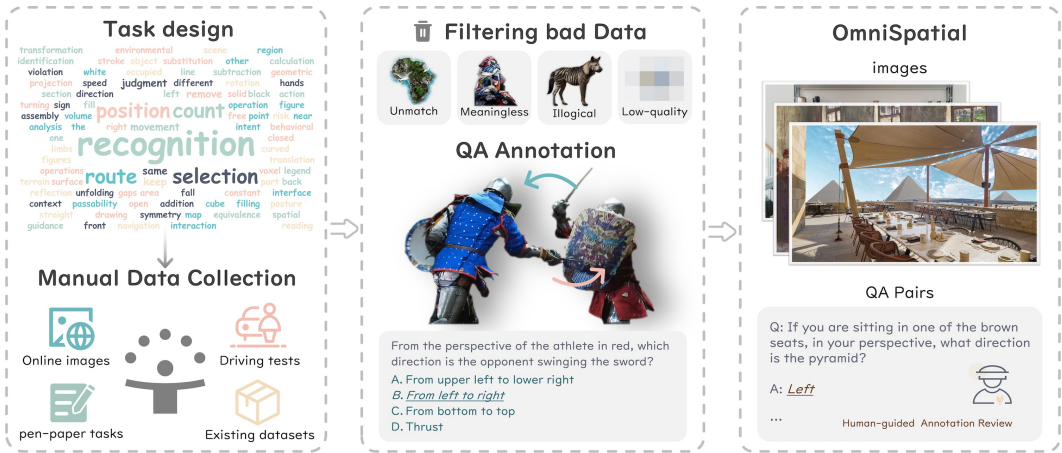 Task design
transformation environmental scene region
identification stroke object substitution other calculation
violation white occupied line subtraction geometric
projection speed judgment different rotation hands
section direction left remove solid black action
turning sign fill position count operation figure
assembly volume free point risk near
analysis the right movement intent behavioral
one recognition closed
limbs curved
figures translation
operations route same selection voxel legend
terrain surface keep part back
reflection unfolding gaps area fall constant interface
context passability open addition cube filling posture
straight drawing symmetry map equivalence spatial
guidance front navigation interaction reading
Manual Data Collection
Online images
Driving tests
pen-paper tasks
Existing datasets
Filtering bad Data
Unmatch
Meaningless
Illogical
Low-quality
QA Annotation
From the perspective of the athlete in red, which
direction is the opponent swinging the sword?
A. From upper left to lower right
B. From left to right
C. From bottom to top
D. Thrust
OmniSpatial
images
QA Pairs
Q: If you are sitting in one of the brown
seats, in your perspective, what direction
is the pyramid?
A: Left
...
Human-guided Annotation Review